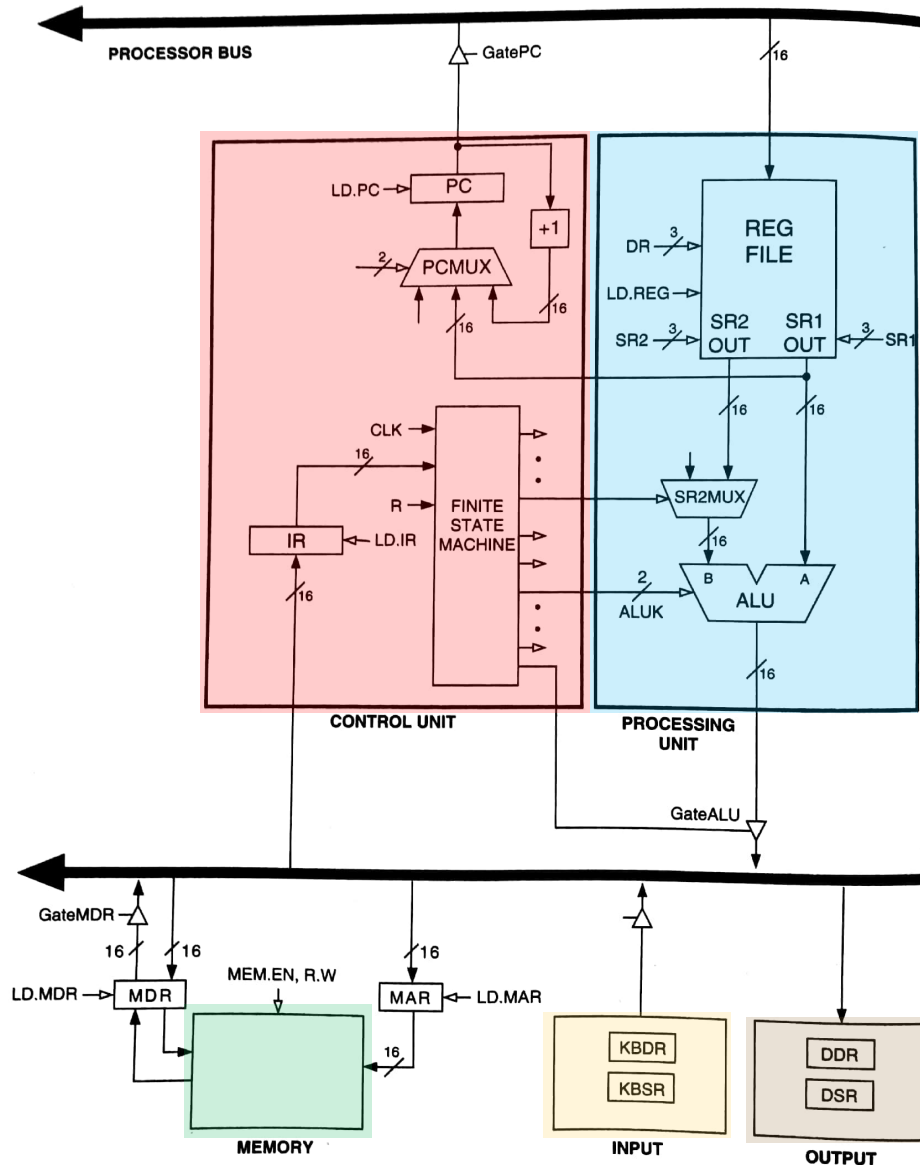 PROCESSOR BUS
GatePC
16
LD.PC
PC
+1
2
PCMUX
16
16
REG
FILE
DR
3
LD.REG
SR2
3
SR2
OUT
SR1
OUT
3
SR1
16
16
CLK
16
R
FINITE
STATE
MACHINE
IR
LD.IR
16
SR2MUX
16
B
A
ALU
2
ALUK
16
CONTROL UNIT
PROCESSING
UNIT
GateALU
GateMDR
16
16
16
LD.MDR
MDR
MEM.EN, R.W
MAR
LD.MAR
16
KBDR
KBSR
DDR
DSR
MEMORY
INPUT
OUTPUT